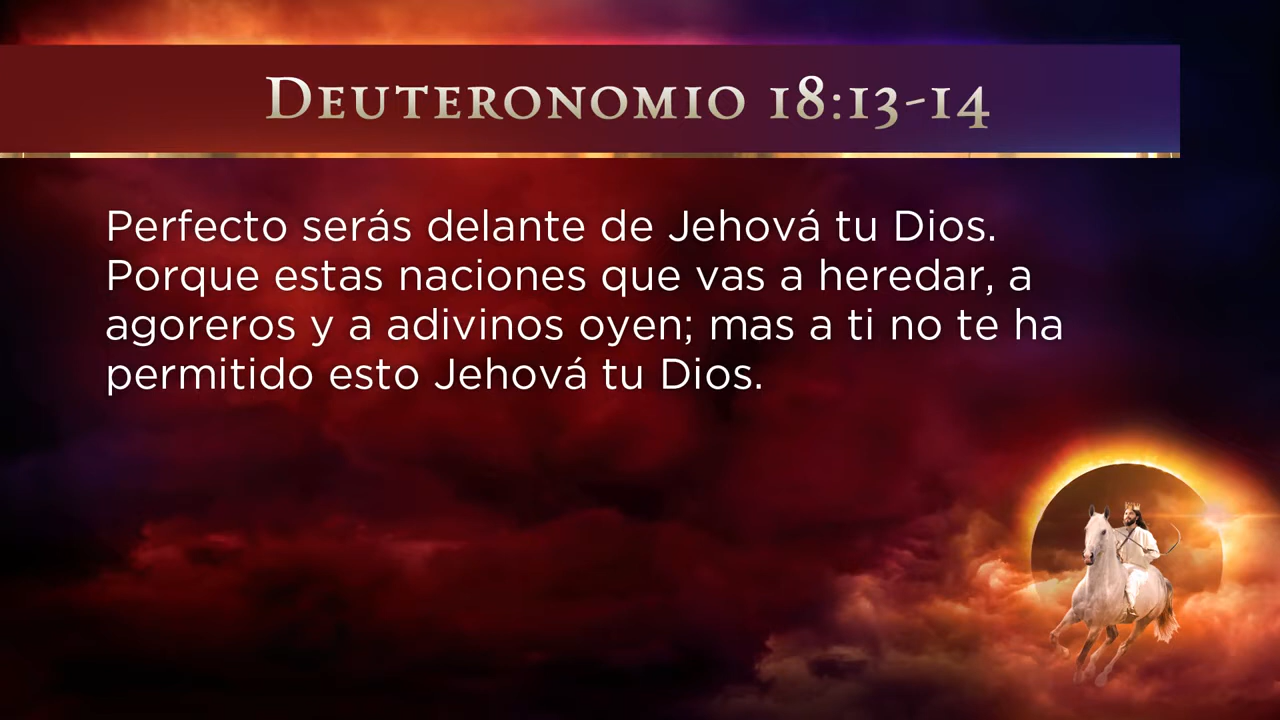 Deuteronomio 18:13-14
Perfecto serás delante de Jehová tu Dios.
Porque estas naciones que vas a heredar, a
agoreros y a adivinos oyen; mas a ti no te ha
permitido esto Jehová tu Dios.